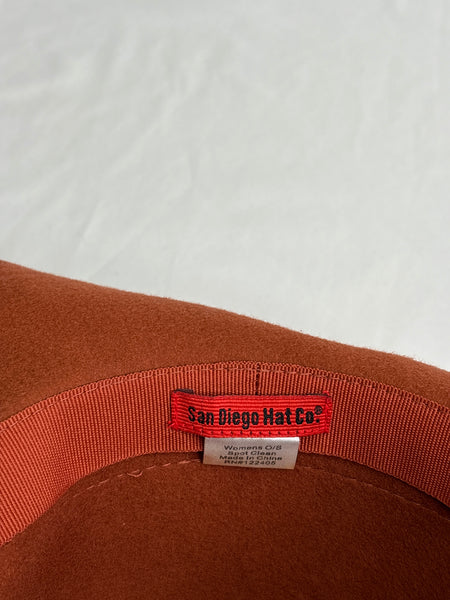 San Diego Hat Co.®
Womens O/S
Spot Clean
Made In China
RN#122405